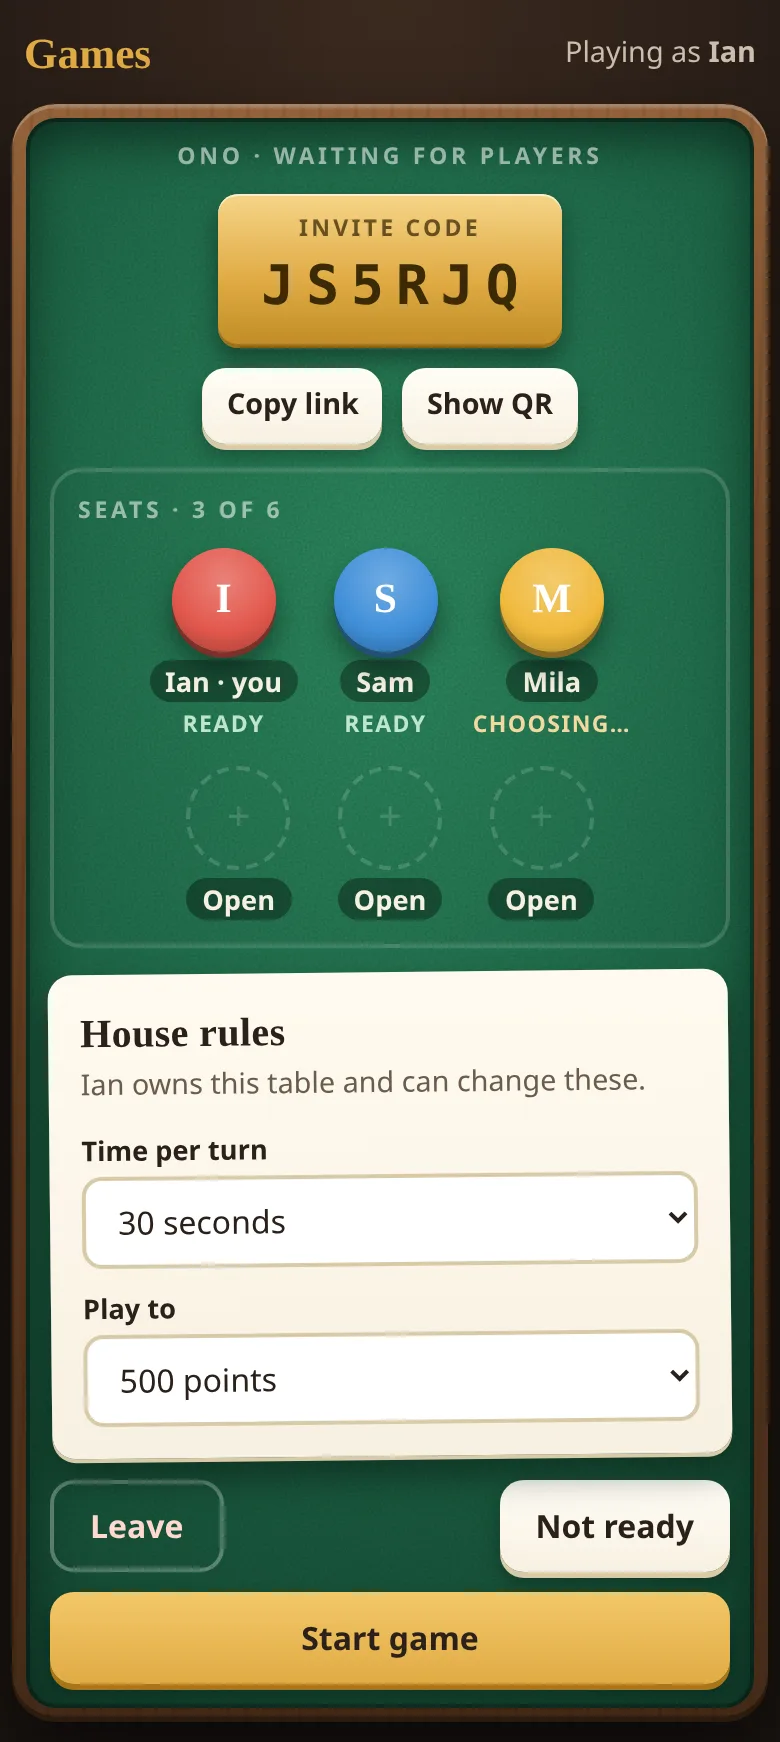 Games
Playing as Ian
ONO · WAITING FOR PLAYERS
INVITE CODE
JS5RJQ
Copy link
Show QR
SEATS · 3 OF 6
I
S
M
Ian · you
Sam
Mila
READY
READY
CHOOSING…
+
+
+
Open
Open
Open
House rules
Ian owns this table and can change these.
Time per turn
30 seconds
Play to
500 points
Leave
Not ready
Start game